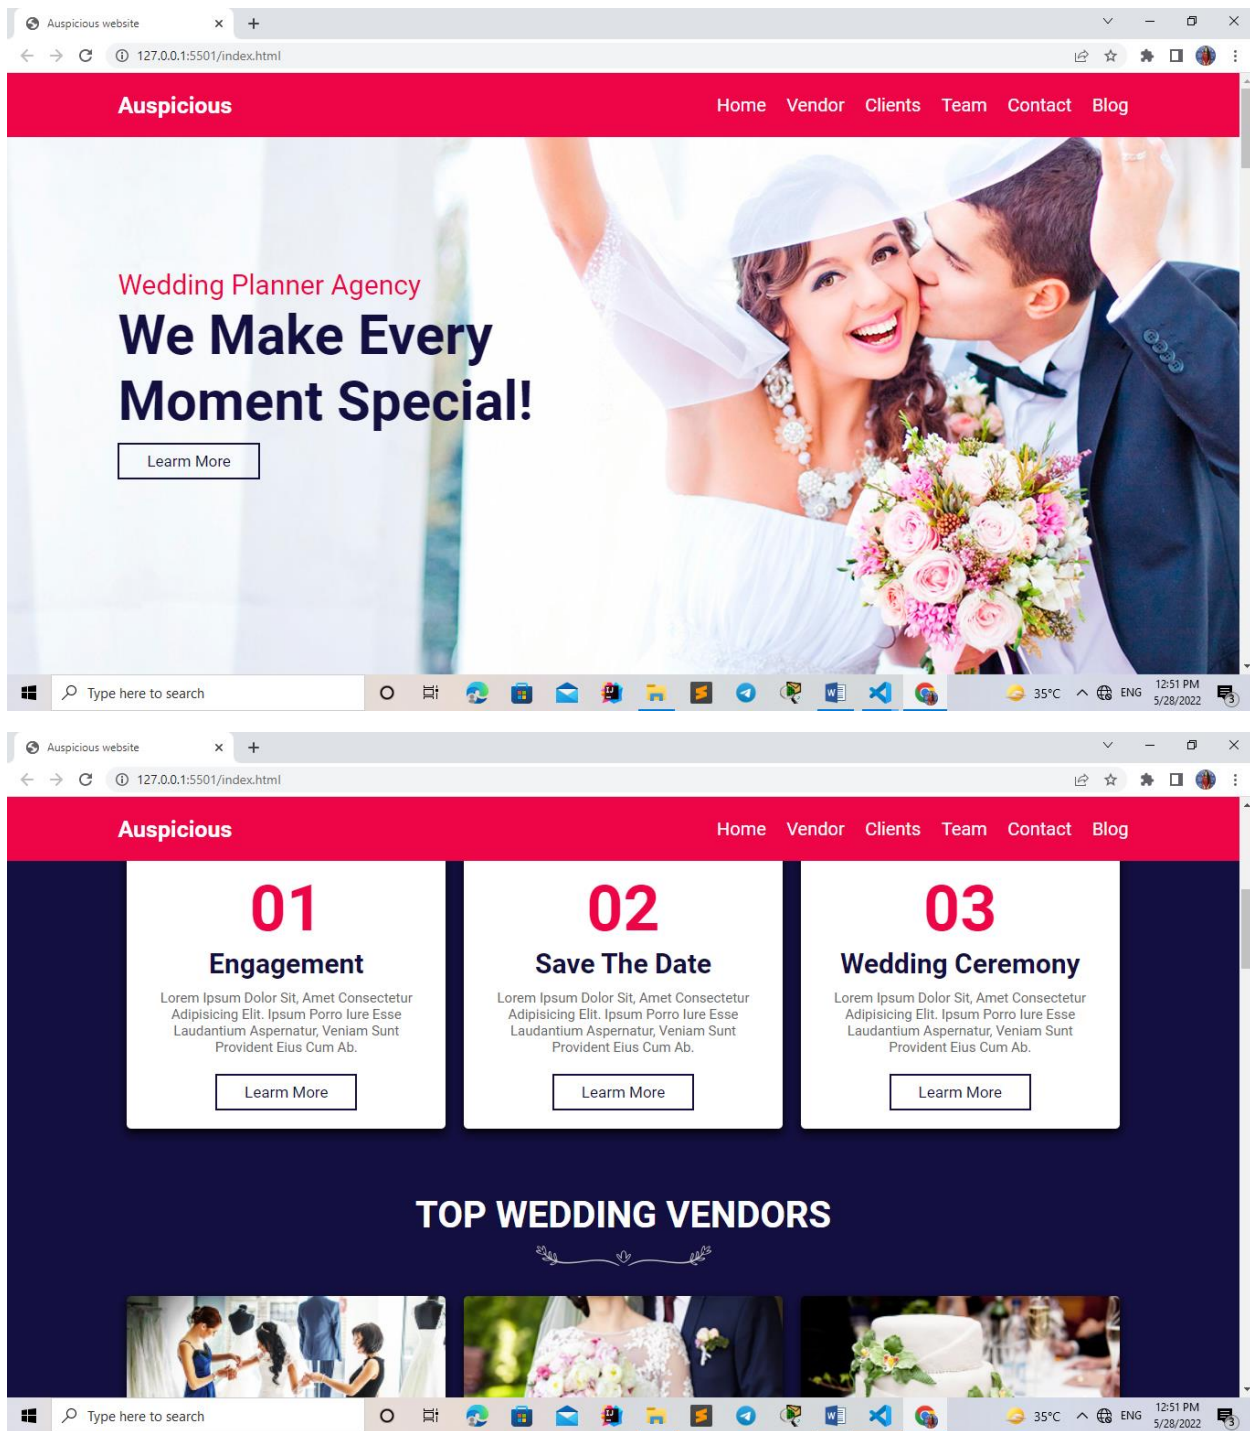 Auspicious website
127.0.0.1:5501/index.html
Auspicious Home Vendor Clients Team Contact Blog
Wedding Planner Agency
We Make Every
Moment Special!
Learm More
Type here to search 35°C ENG 12:51 PM
5/28/2022
3
Auspicious website
127.0.0.1:5501/index.html
Auspicious Home Vendor Clients Team Contact Blog
01
Engagement
Lorem Ipsum Dolor Sit, Amet Consectetur
Adipisicing Elit. Ipsum Porro Iure Esse
Laudantium Aspernatur, Veniam Sunt
Provident Eius Cum Ab.
Learm More
02
Save The Date
Lorem Ipsum Dolor Sit, Amet Consectetur
Adipisicing Elit. Ipsum Porro Iure Esse
Laudantium Aspernatur, Veniam Sunt
Provident Eius Cum Ab.
Learm More
03
Wedding Ceremony
Lorem Ipsum Dolor Sit, Amet Consectetur
Adipisicing Elit. Ipsum Porro Iure Esse
Laudantium Aspernatur, Veniam Sunt
Provident Eius Cum Ab.
Learm More
TOP WEDDING VENDORS
Type here to search 35°C ENG 12:51 PM
5/28/2022
3